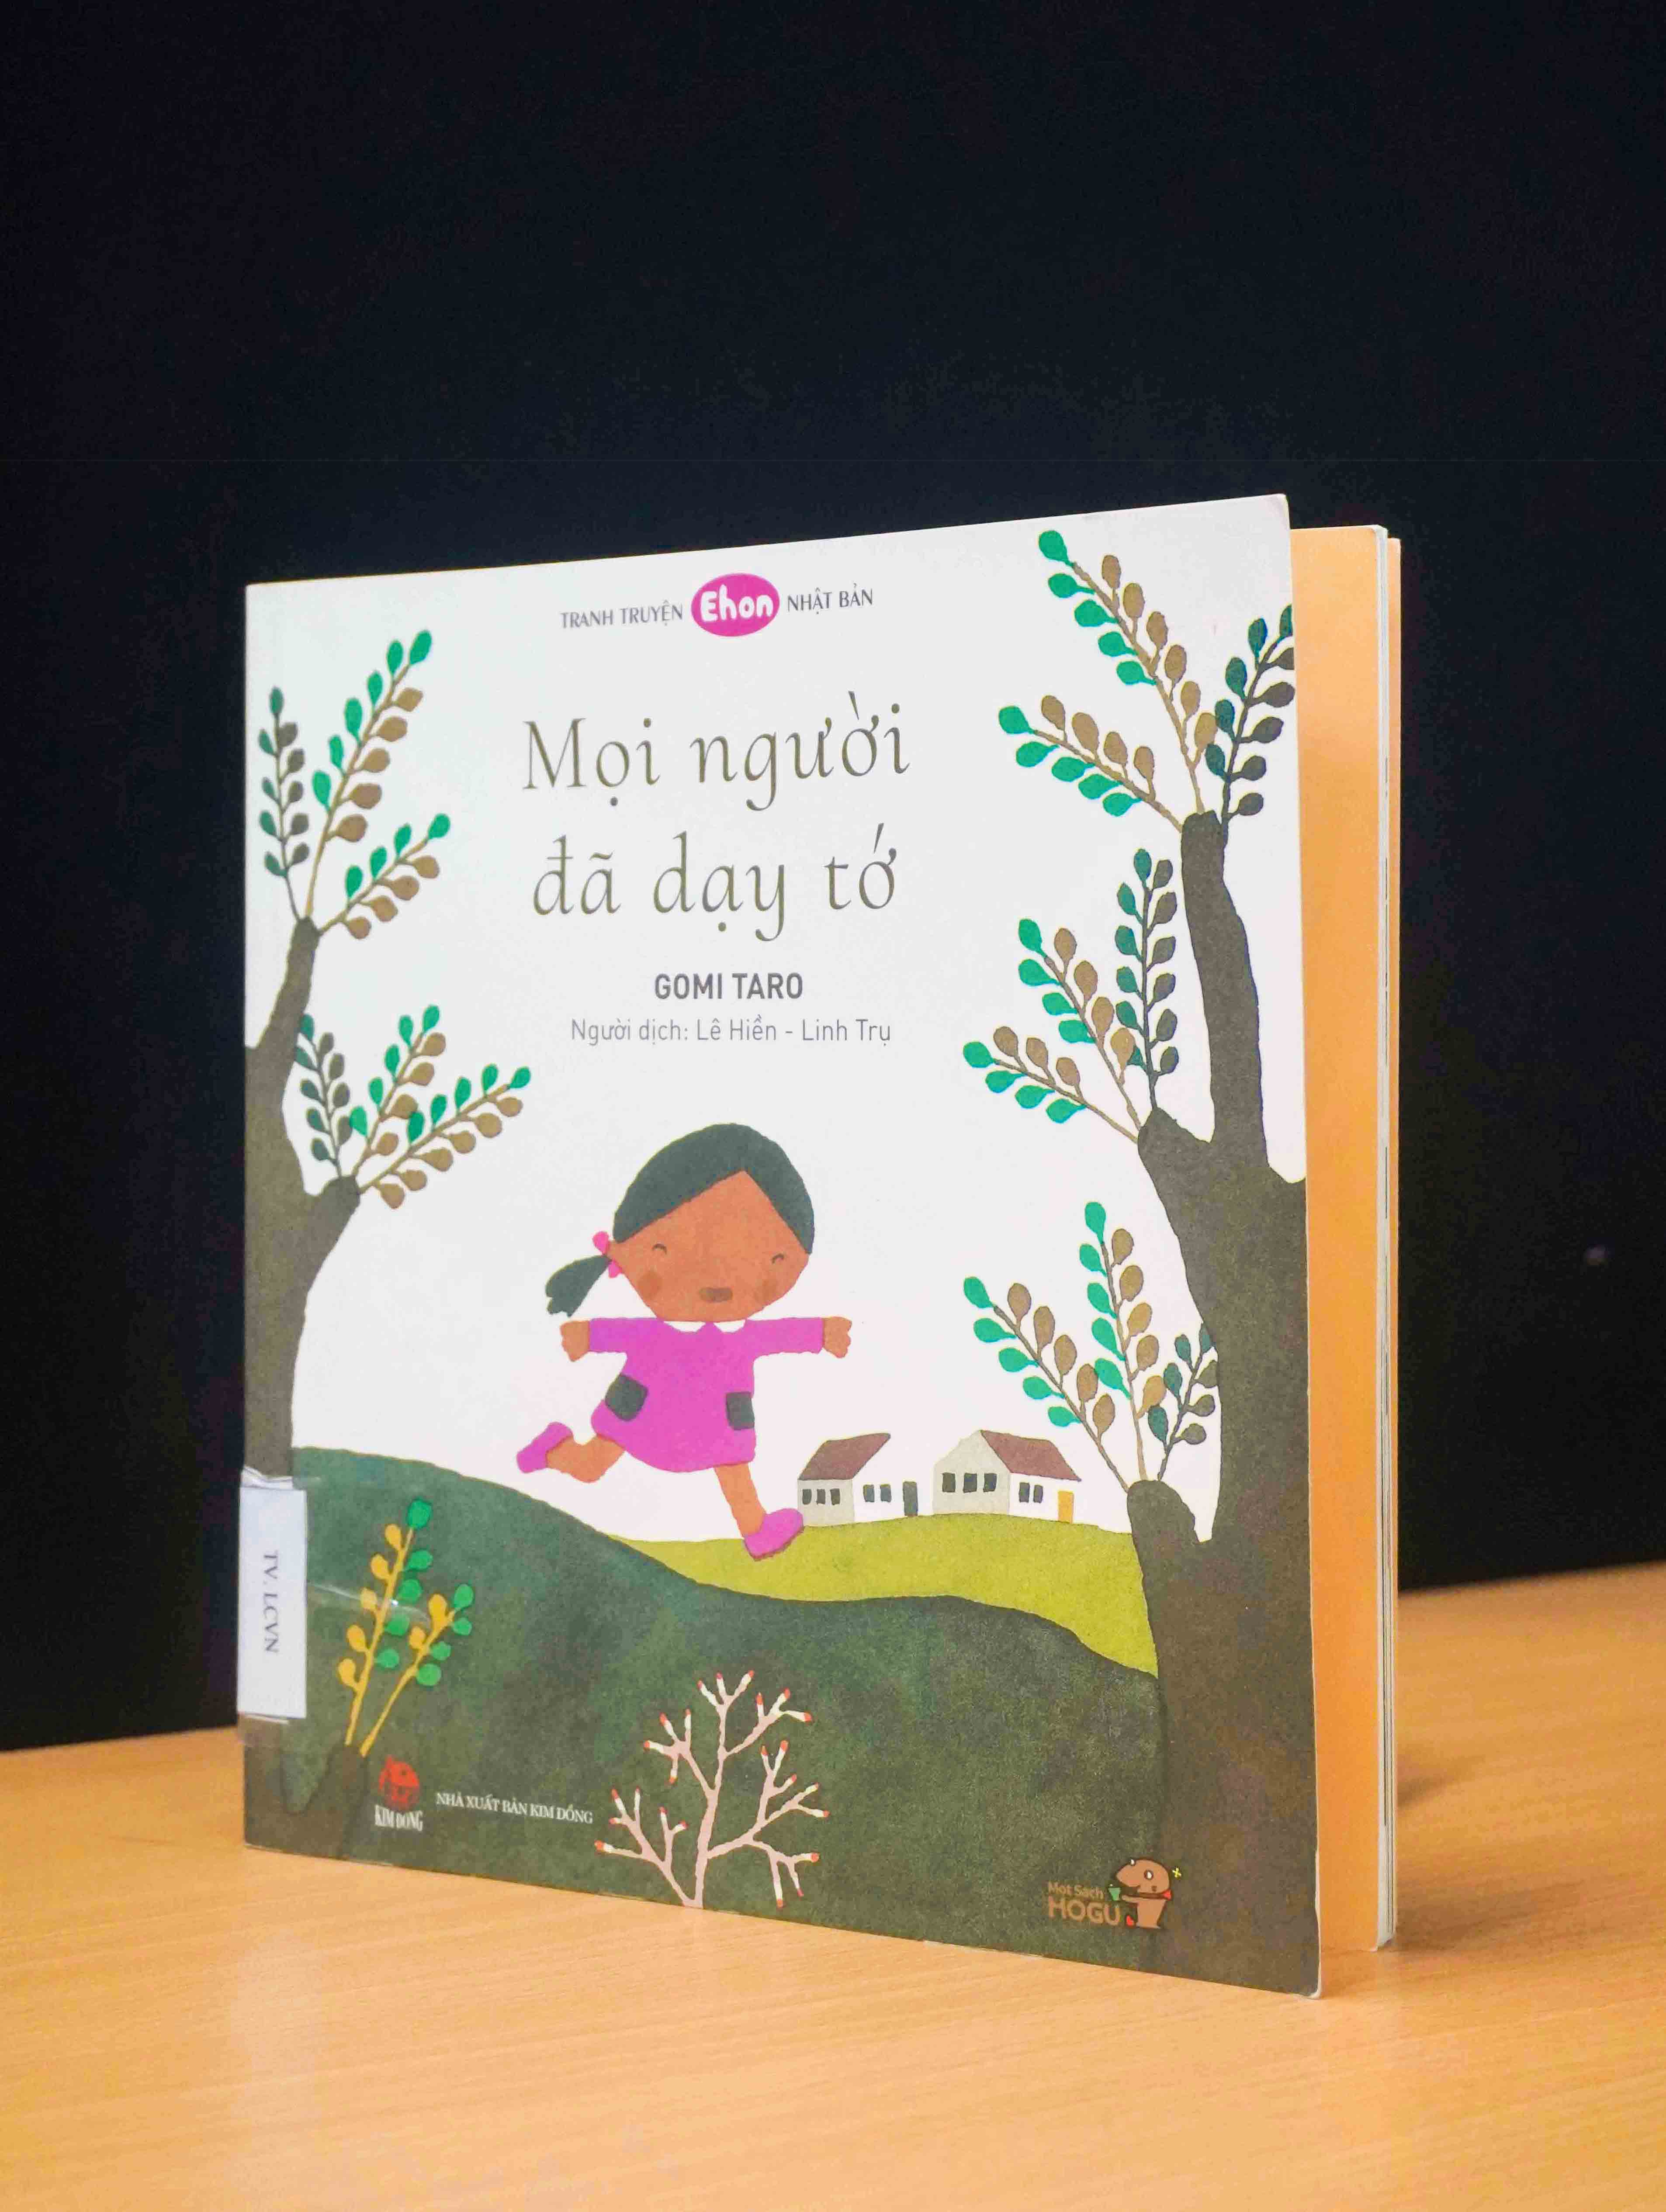 TRANH TRUYỆN Ehon NHẬT BẢN
Mọi người
đã dạy tớ
GOMI TARO
Người dịch: Lê Hiền - Linh Trụ
TV. LCVN
KIM ĐỒNG
NHÀ XUẤT BẢN KIM ĐỒNG
Mọt Sách
HOGU